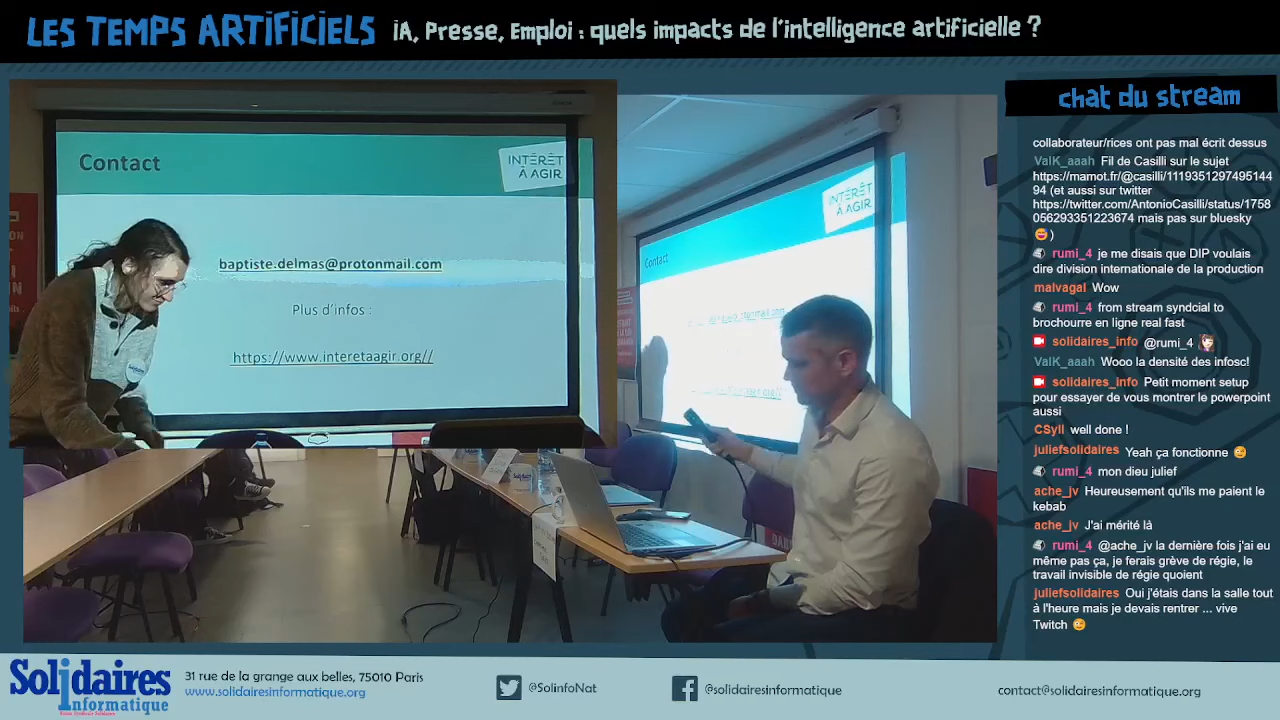 LES TEMPS ARTIFICIELS
IA, Presse, Emploi : quels impacts de l'intelligence artificielle ?
Contact
INTÉRÊT
À AGIR
baptiste.delmas@protonmail.com
Plus d'infos :
https://www.interetaagir.org//
Contact
INTÉRÊT
À AGIR
chat du stream
collaborateur/rices ont pas mal écrit dessus
ValK_aaah Fil de Casilli sur le sujet
https://mamot.fr/@casilli/1119351297495144
94 (et aussi sur twitter
https://twitter.com/AntonioCasilli/status/1758
056293351223674 mais pas sur bluesky
😅 )
rumi_4 je me disais que DIP voulais
dire division internationale de la production
malvagal Wow
rumi_4 from stream syndcial to
brochourre en ligne real fast
solidaires_info @rumi_4
ValK_aaah Wooo la densité des infosc!
solidaires_info Petit moment setup
pour essayer de vous montrer le powerpoint
aussi
CSyll well done !
juliefsolidaires Yeah ça fonctionne 😊
rumi_4 mon dieu julief
ache_jv Heureusement qu'ils me paient le
kebab
ache_jv J'ai mérité là
rumi_4 @ache_jv la dernière fois j'ai eu
même pas ça, je ferais grève de régie, le
travail invisible de régie quoient
juliefsolidaires Oui j'étais dans la salle tout
à l'heure mais je devais rentrer ... vive
Twitch 😊
Solidaires
Informatique
31 rue de la grange aux belles, 75010 Paris
www.solidairesinformatique.org
@SolinfoNat
@solidairesinformatique
contact@solidairesinformatique.org